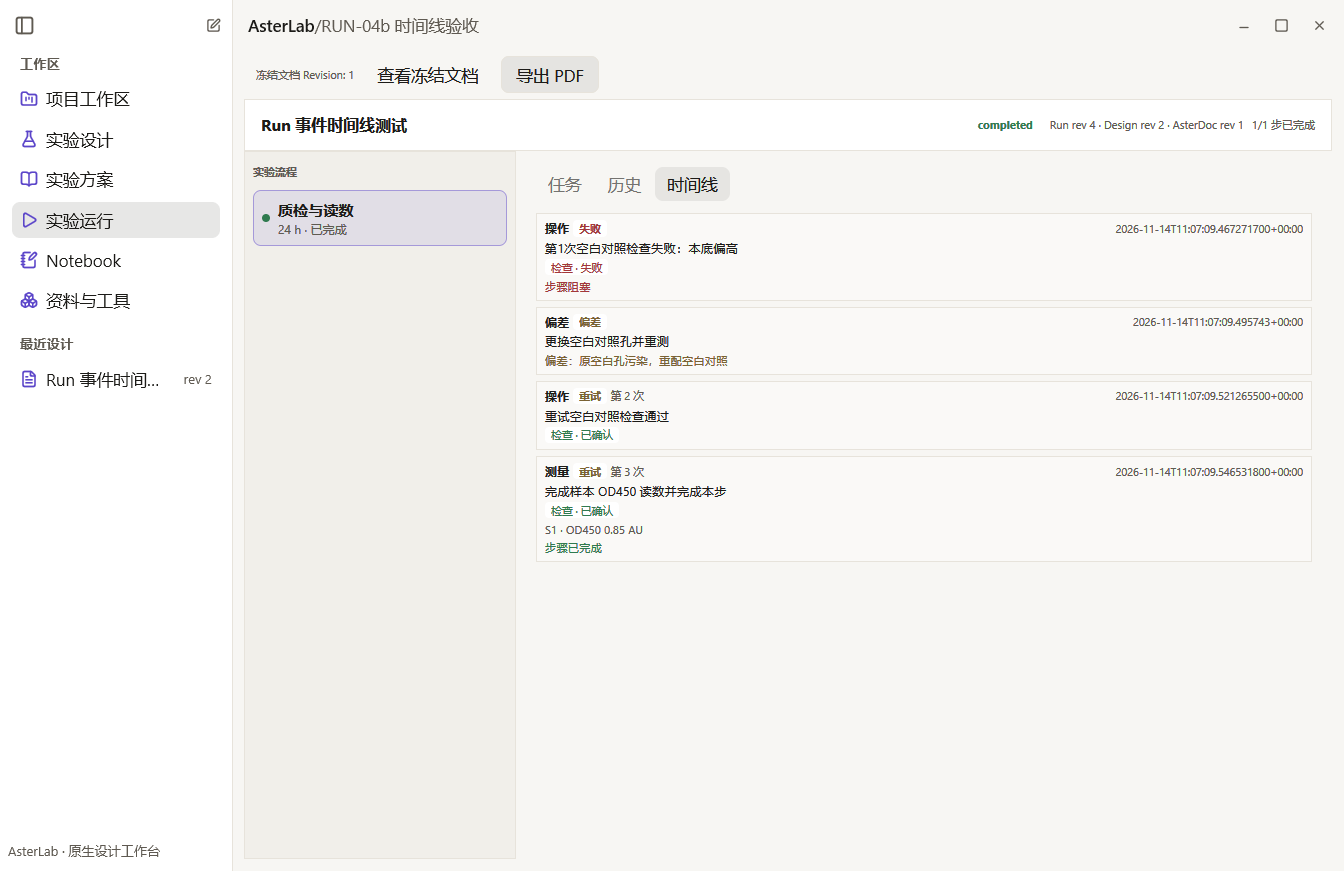 AsterLab/RUN-04b 时间线验收
工作区
项目工作区
实验设计
实验方案
实验运行
Notebook
资料与工具
最近设计
Run 事件时间... rev 2
AsterLab · 原生设计工作台
冻结文档 Revision: 1 查看冻结文档 导出 PDF
Run 事件时间线测试 completed Run rev 4 · Design rev 2 · AsterDoc rev 1 1/1 步已完成
实验流程
质检与读数
24 h · 已完成
任务 历史 时间线
操作 失败 2026-11-14T11:07:09.467271700+00:00
第1次空白对照检查失败：本底偏高
检查 · 失败
步骤阻塞
偏差 偏差 2026-11-14T11:07:09.495743+00:00
更换空白对照孔并重测
偏差：原空白孔污染，重配空白对照
操作 重试 第 2 次 2026-11-14T11:07:09.521265500+00:00
重试空白对照检查通过
检查 · 已确认
测量 重试 第 3 次 2026-11-14T11:07:09.546531800+00:00
完成样本 OD450 读数并完成本步
检查 · 已确认
S1 · OD450 0.85 AU
步骤已完成